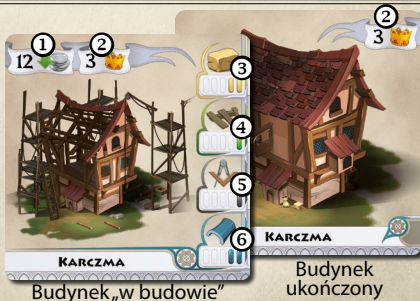 ① ②
12 3
②
3
③
④
⑤
⑥
KARCZMA
KARCZMA
Budynek „w budowie”
Budynek
ukończony